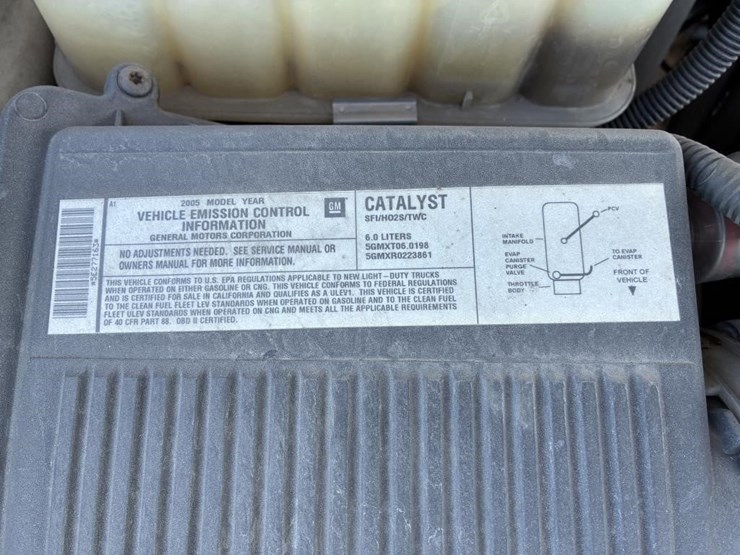 A1
2005 MODEL YEAR
VEHICLE EMISSION CONTROL
INFORMATION
GENERAL MOTORS CORPORATION
GM
NO ADJUSTMENTS NEEDED. SEE SERVICE MANUAL OR
OWNERS MANUAL FOR MORE INFORMATION.
CATALYST
SFI/HO2S/TWC
6.0 LITERS
5GMXT06.0198
5GMXR0223861
THIS VEHICLE CONFORMS TO U.S. EPA REGULATIONS APPLICABLE TO NEW LIGHT-DUTY TRUCKS
WHEN OPERATED ON EITHER GASOLINE OR CNG. THIS VEHICLE CONFORMS TO FEDERAL REGULATIONS
AND IS CERTIFIED FOR SALE IN CALIFORNIA AND QUALIFIES AS A ULEV1. THIS VEHICLE IS CERTIFIED
TO THE CLEAN FUEL FLEET LEV STANDARDS WHEN OPERATED ON GASOLINE AND TO THE CLEAN FUEL
FLEET ULEV STANDARDS WHEN OPERATED ON CNG AND MEETS ALL THE APPLICABLE REQUIREMENTS
OF 40 CFR PART 88. OBD II CERTIFIED.
PCV
INTAKE
MANIFOLD
EVAP
CANISTER
PURGE
VALVE
THROTTLE
BODY
TO EVAP
CANISTER
FRONT OF
VEHICLE